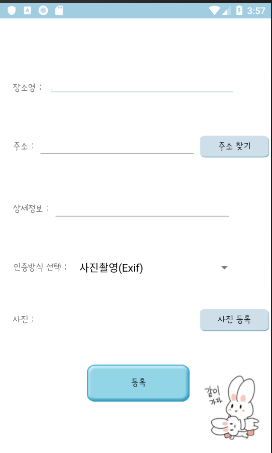 3:57
장소명 :
주소 :
주소 찾기
상세정보 :
인증방식 선택 :
사진촬영(Exif)
사진 :
사진 등록
등록
같이
가자